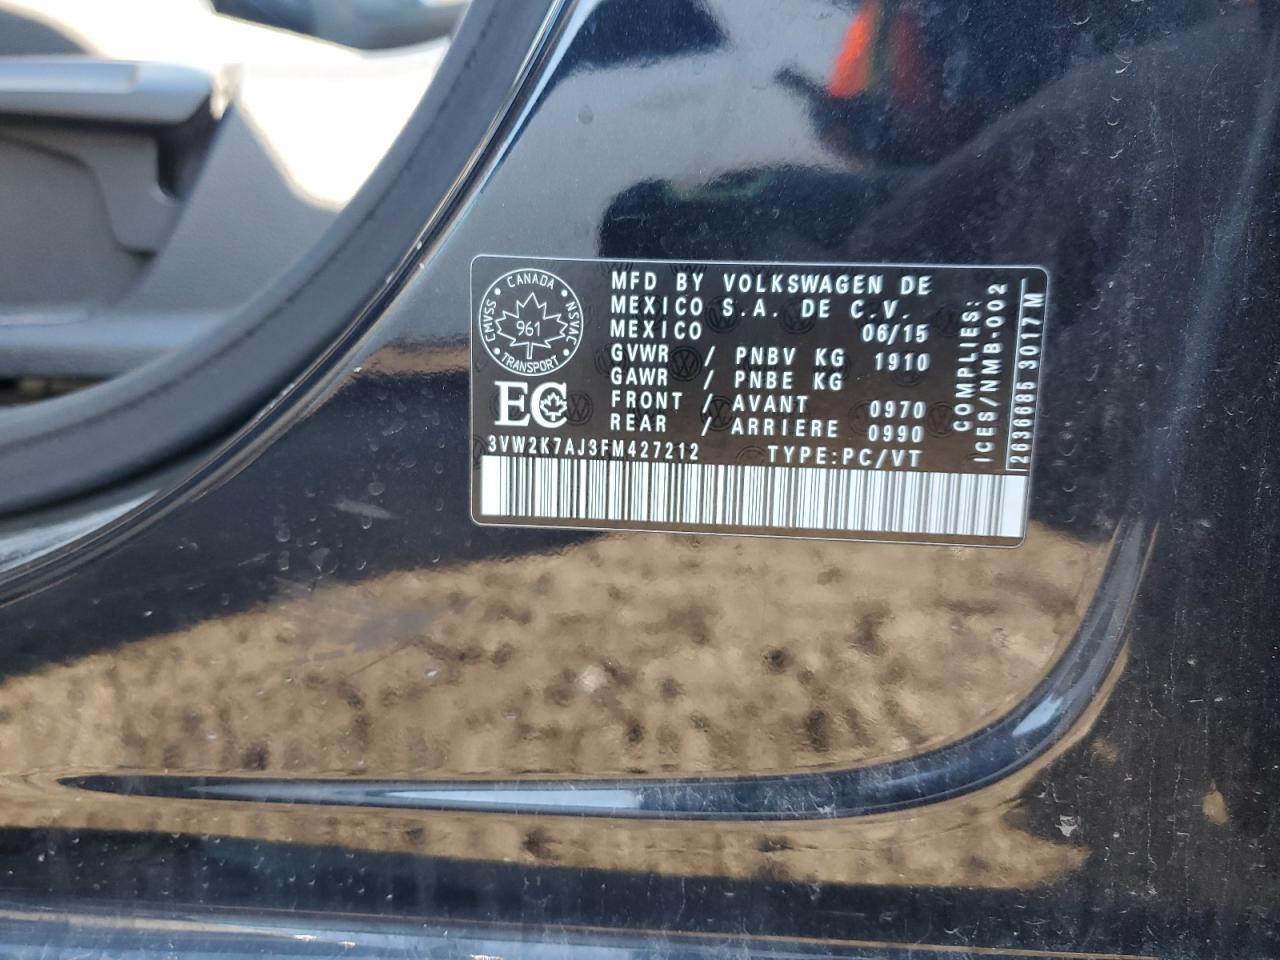 MFD BY VOLKSWAGEN DE
MEXICO S.A. DE C.V.
MEXICO 06/15
GVWR / PNBV KG 1910
GAWR / PNBE KG
FRONT / AVANT 0970
REAR / ARRIERE 0990
3VW2K7AJ3FM427212 TYPE:PC/VT
CANADA
CMVSS
NSVAC
961
TRANSPORT
EC
COMPLIES:
ICES/NMB-002
2636685 3017 M